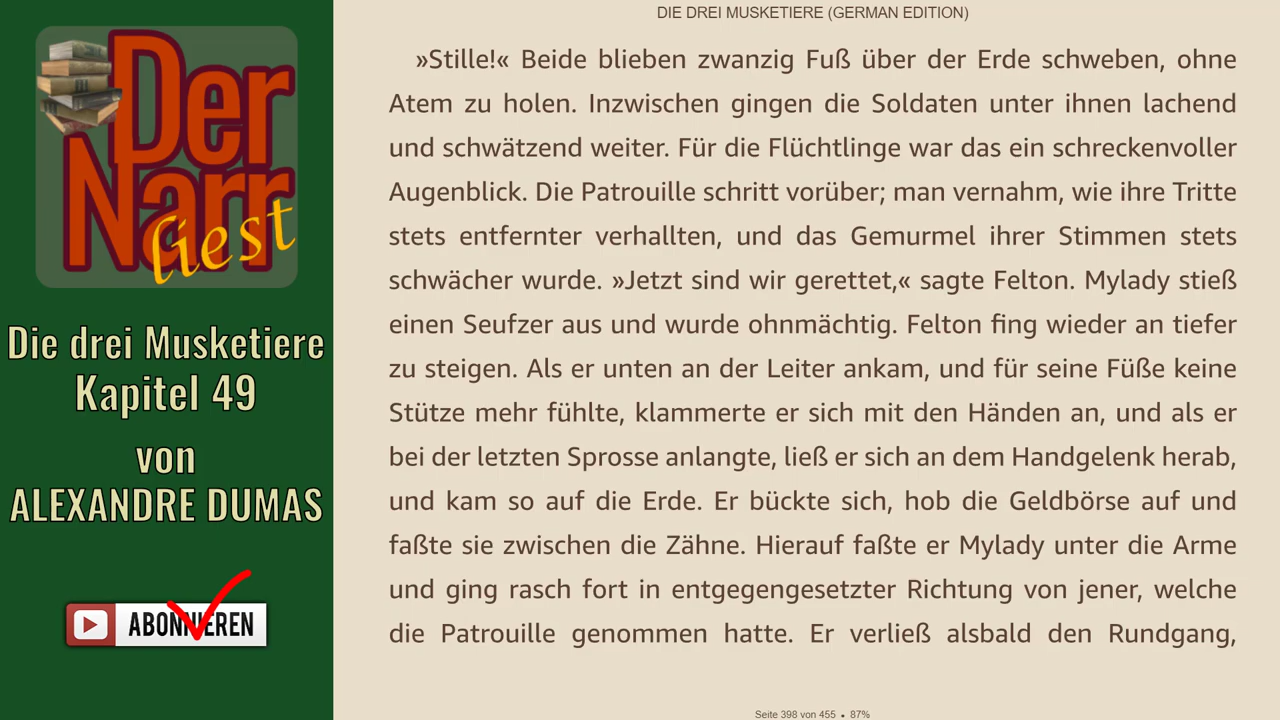 Der
Narr
liest
Die drei Musketiere
Kapitel 49
von
ALEXANDRE DUMAS
ABONNIEREN
DIE DREI MUSKETIERE (GERMAN EDITION)
»Stille!« Beide blieben zwanzig Fuß über der Erde schweben, ohne
Atem zu holen. Inzwischen gingen die Soldaten unter ihnen lachend
und schwätzend weiter. Für die Flüchtlinge war das ein schreckenvoller
Augenblick. Die Patrouille schritt vorüber; man vernahm, wie ihre Tritte
stets entfernter verhallten, und das Gemurmel ihrer Stimmen stets
schwächer wurde. »Jetzt sind wir gerettet,« sagte Felton. Mylady stieß
einen Seufzer aus und wurde ohnmächtig. Felton fing wieder an tiefer
zu steigen. Als er unten an der Leiter ankam, und für seine Füße keine
Stütze mehr fühlte, klammerte er sich mit den Händen an, und als er
bei der letzten Sprosse anlangte, ließ er sich an dem Handgelenk herab,
und kam so auf die Erde. Er bückte sich, hob die Geldbörse auf und
faßte sie zwischen die Zähne. Hierauf faßte er Mylady unter die Arme
und ging rasch fort in entgegengesetzter Richtung von jener, welche
die Patrouille genommen hatte. Er verließ alsbald den Rundgang,
Seite 398 von 455 • 87%